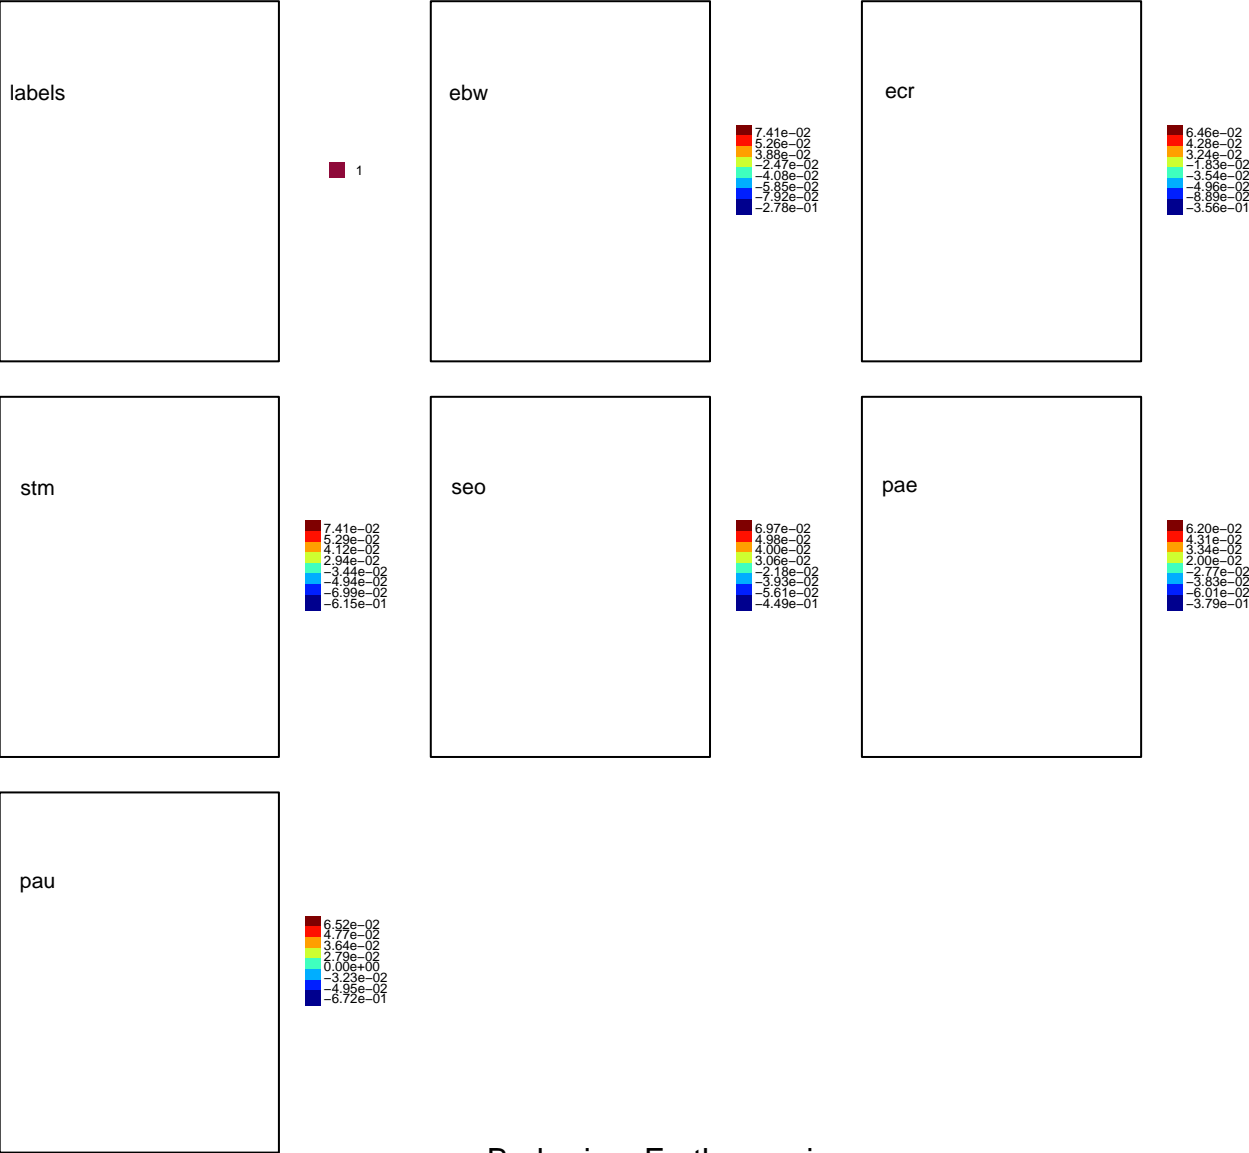 labels
1
ebw
7.41e−02
5.26e−02
3.88e−02
−2.47e−02
−4.08e−02
−5.85e−02
−7.92e−02
−2.78e−01
ecr
6.46e−02
4.28e−02
3.24e−02
−1.83e−02
−3.54e−02
−4.96e−02
−8.89e−02
−3.56e−01
stm
7.41e−02
5.29e−02
4.12e−02
2.94e−02
−3.44e−02
−4.94e−02
−6.99e−02
−6.15e−01
seo
6.97e−02
4.98e−02
4.00e−02
3.06e−02
−2.18e−02
−3.93e−02
−5.61e−02
−4.49e−01
pae
6.20e−02
4.31e−02
3.34e−02
2.00e−02
−2.77e−02
−3.83e−02
−6.01e−02
−3.79e−01
pau
6.52e−02
4.77e−02
3.64e−02
2.79e−02
0.00e+00
−3.23e−02
−4.95e−02
−6.72e−01